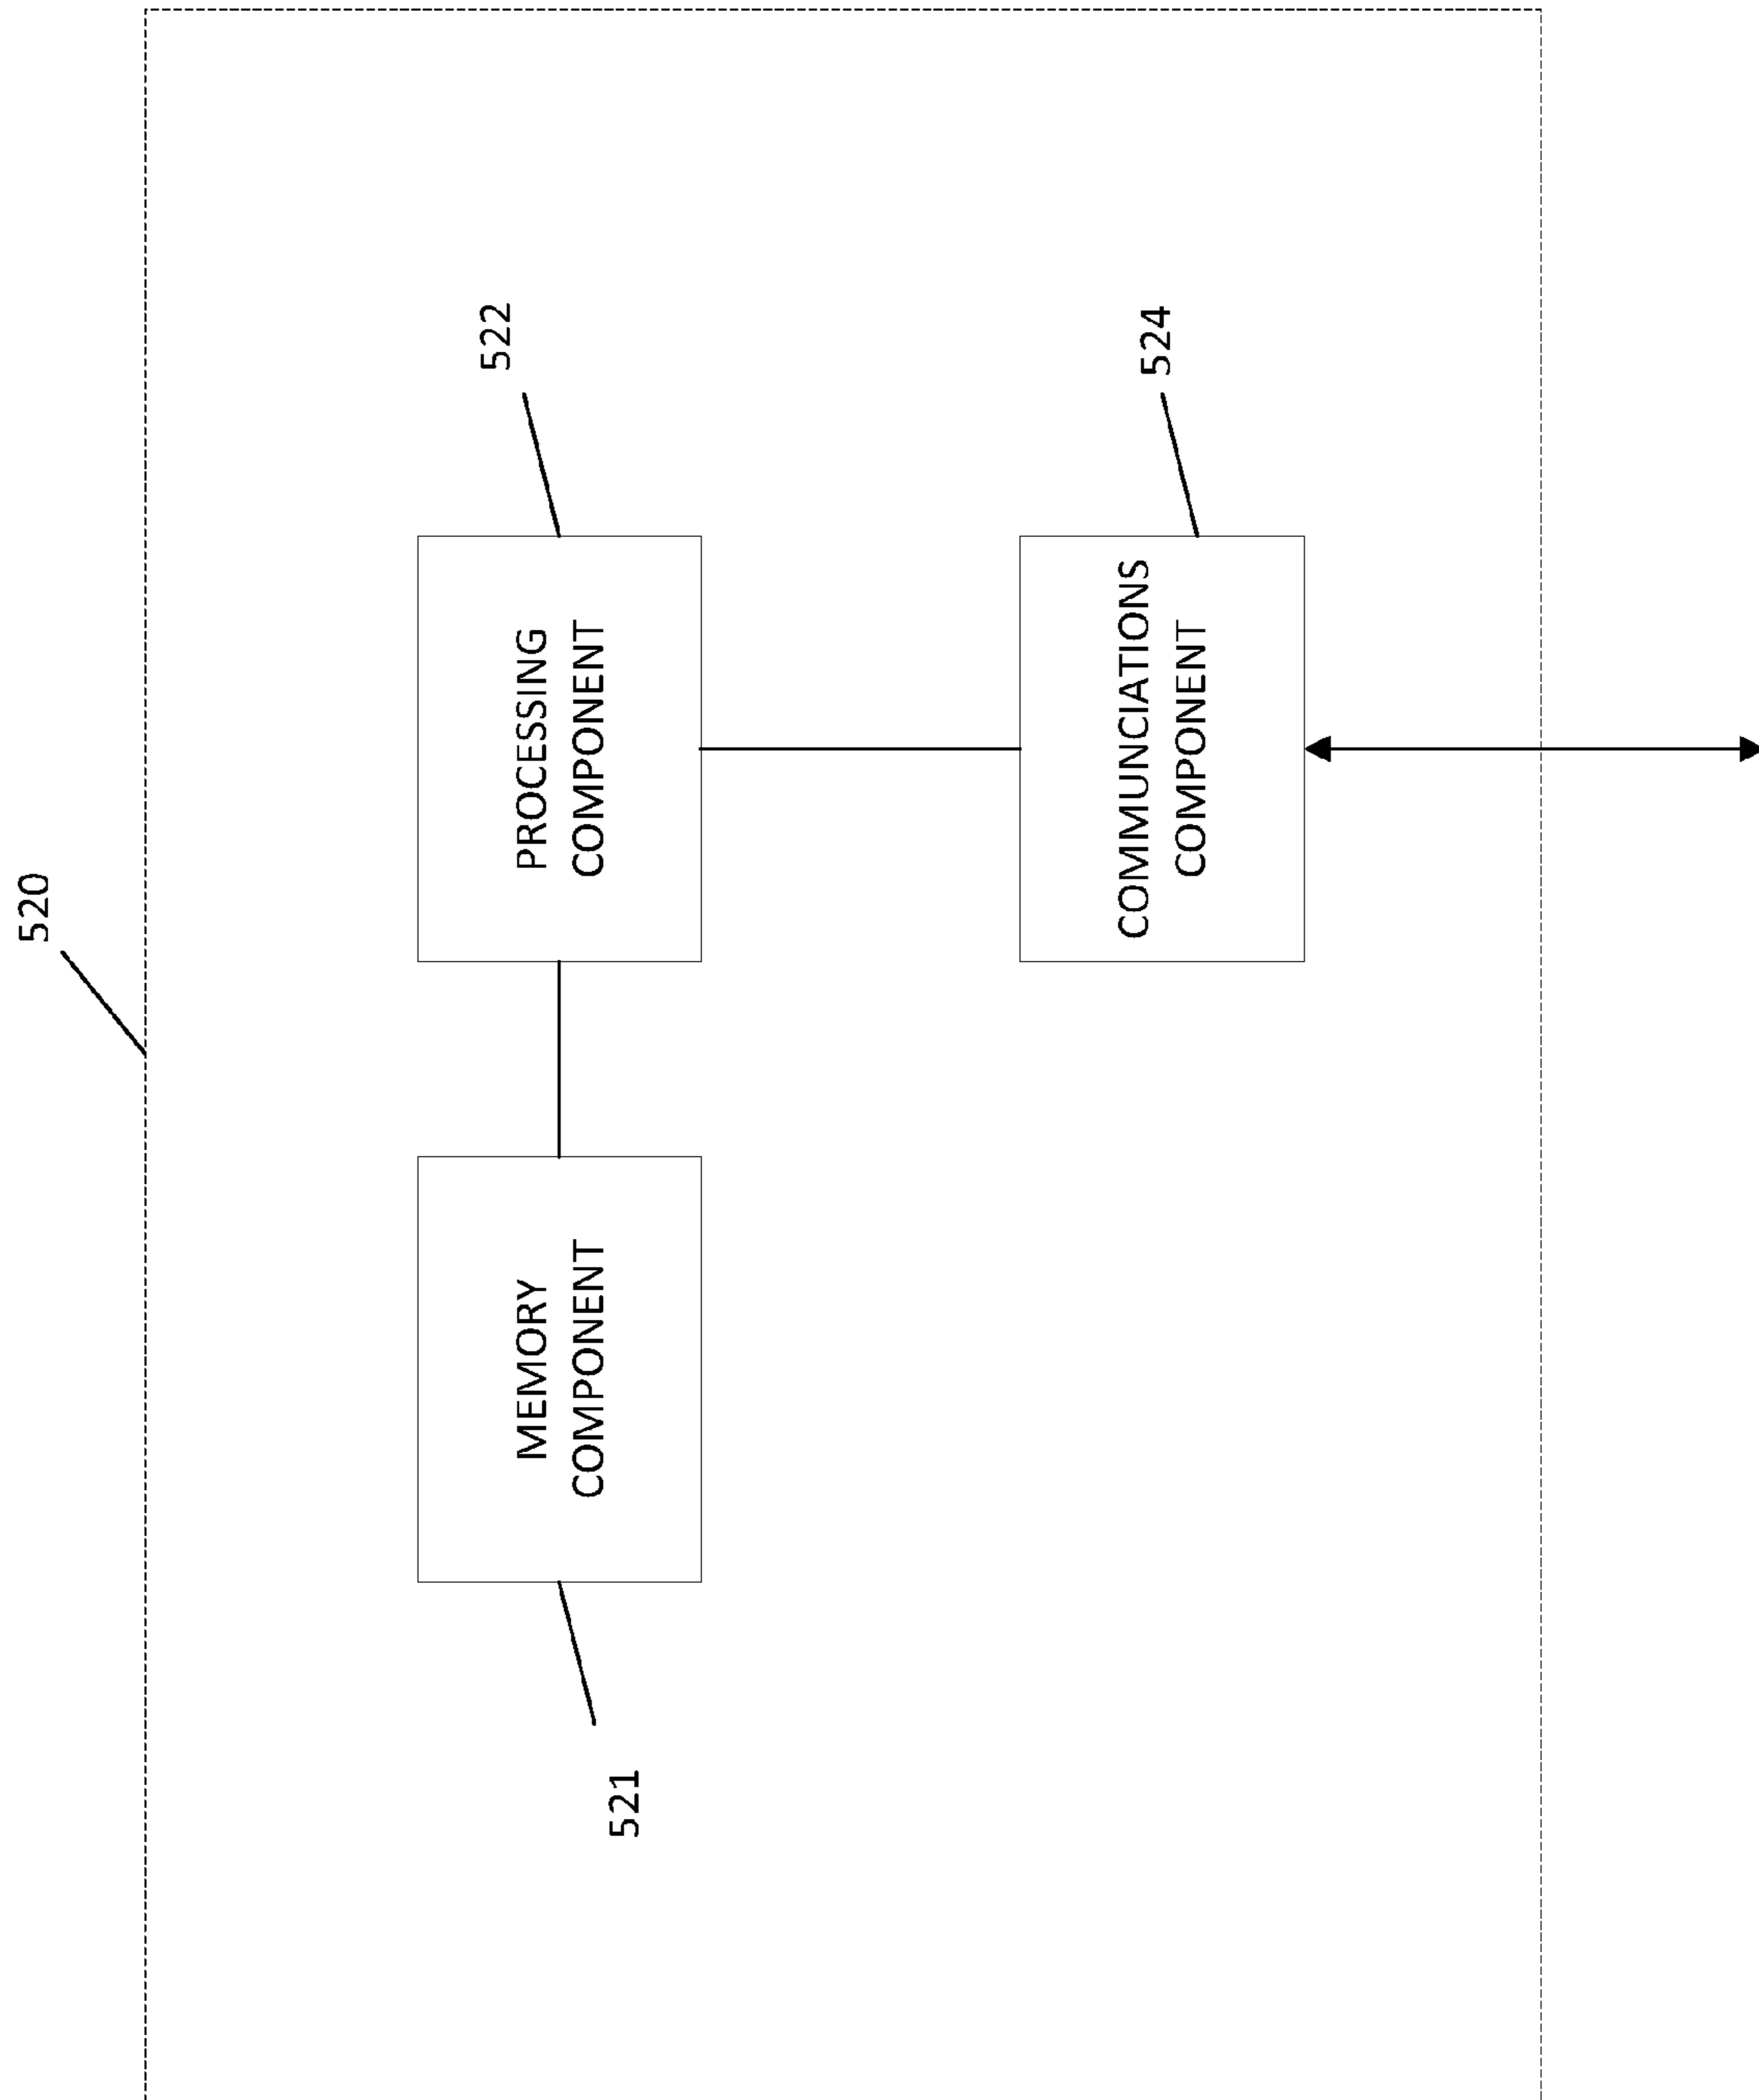 520
521
MEMORY
COMPONENT
PROCESSING
COMPONENT
522
COMMUNCIATIONS
COMPONENT
524